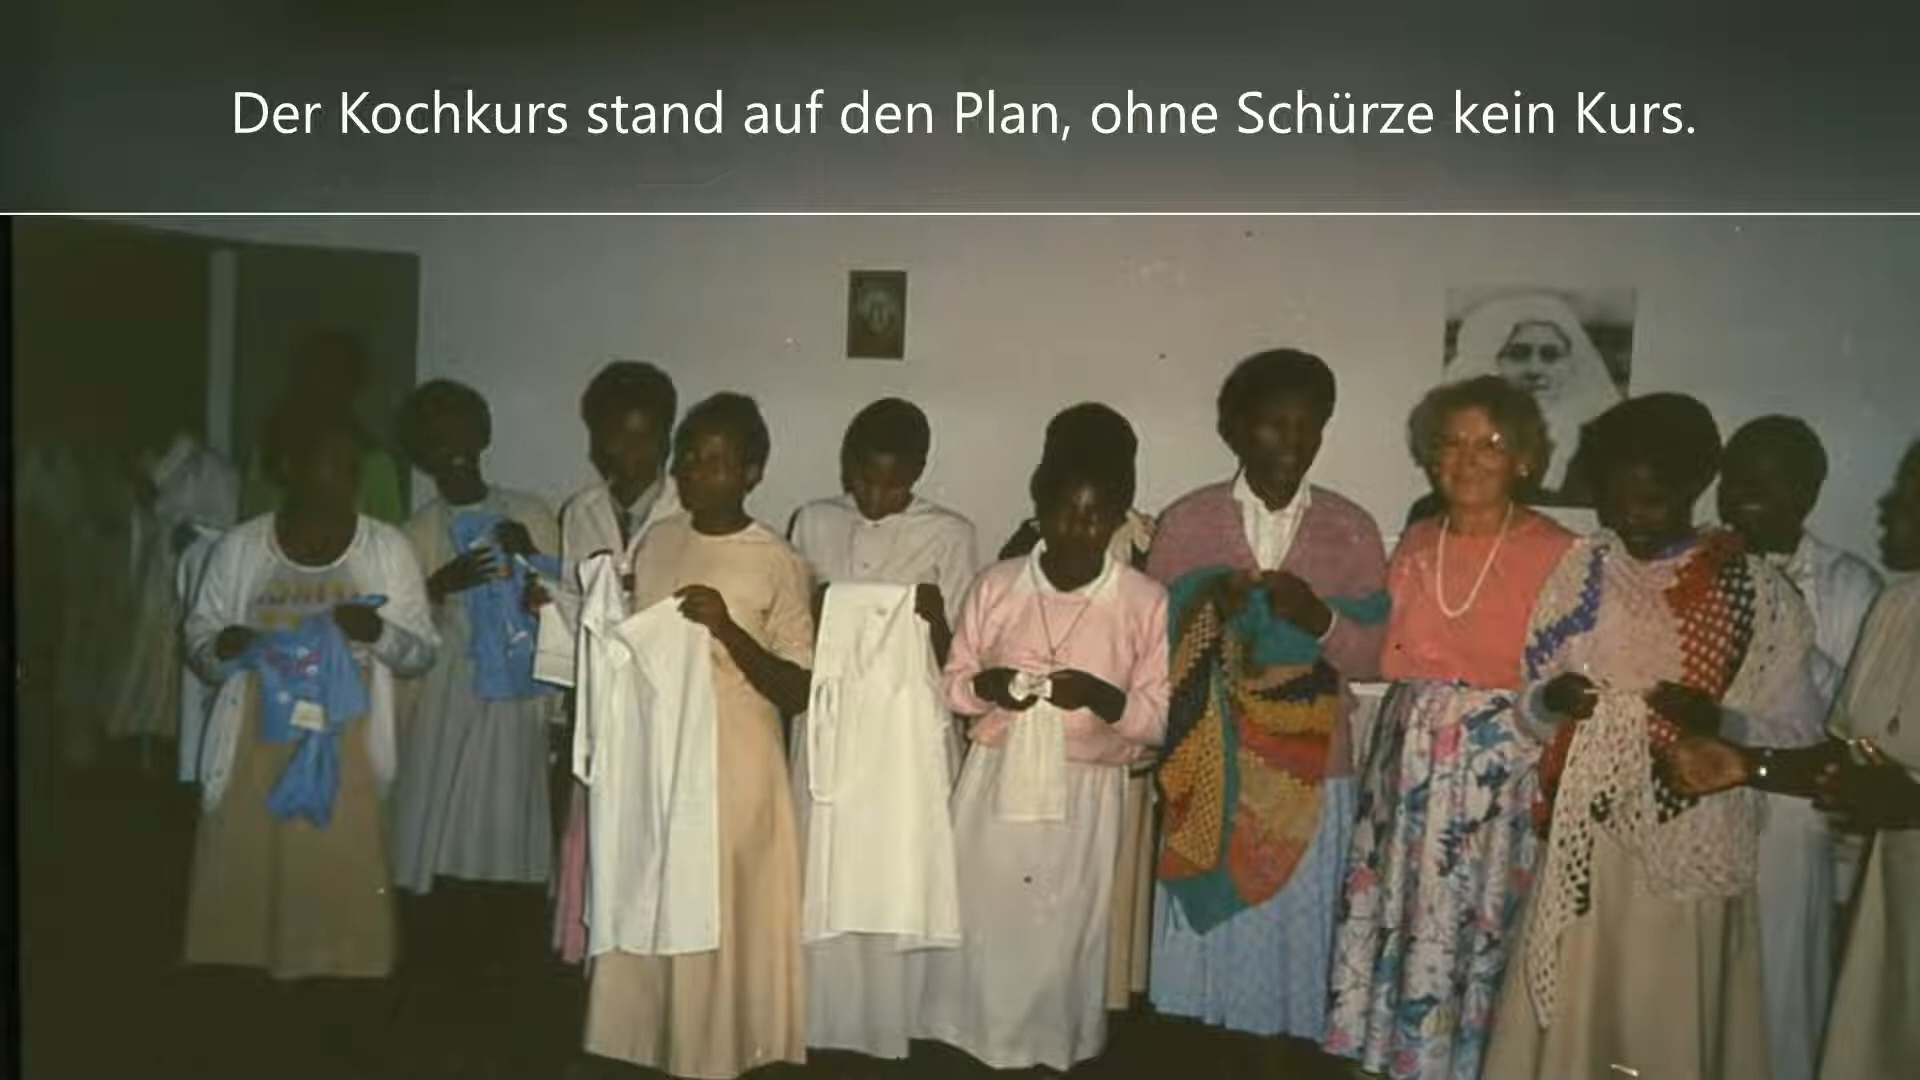 Der Kochkurs stand auf den Plan, ohne Schürze kein Kurs.